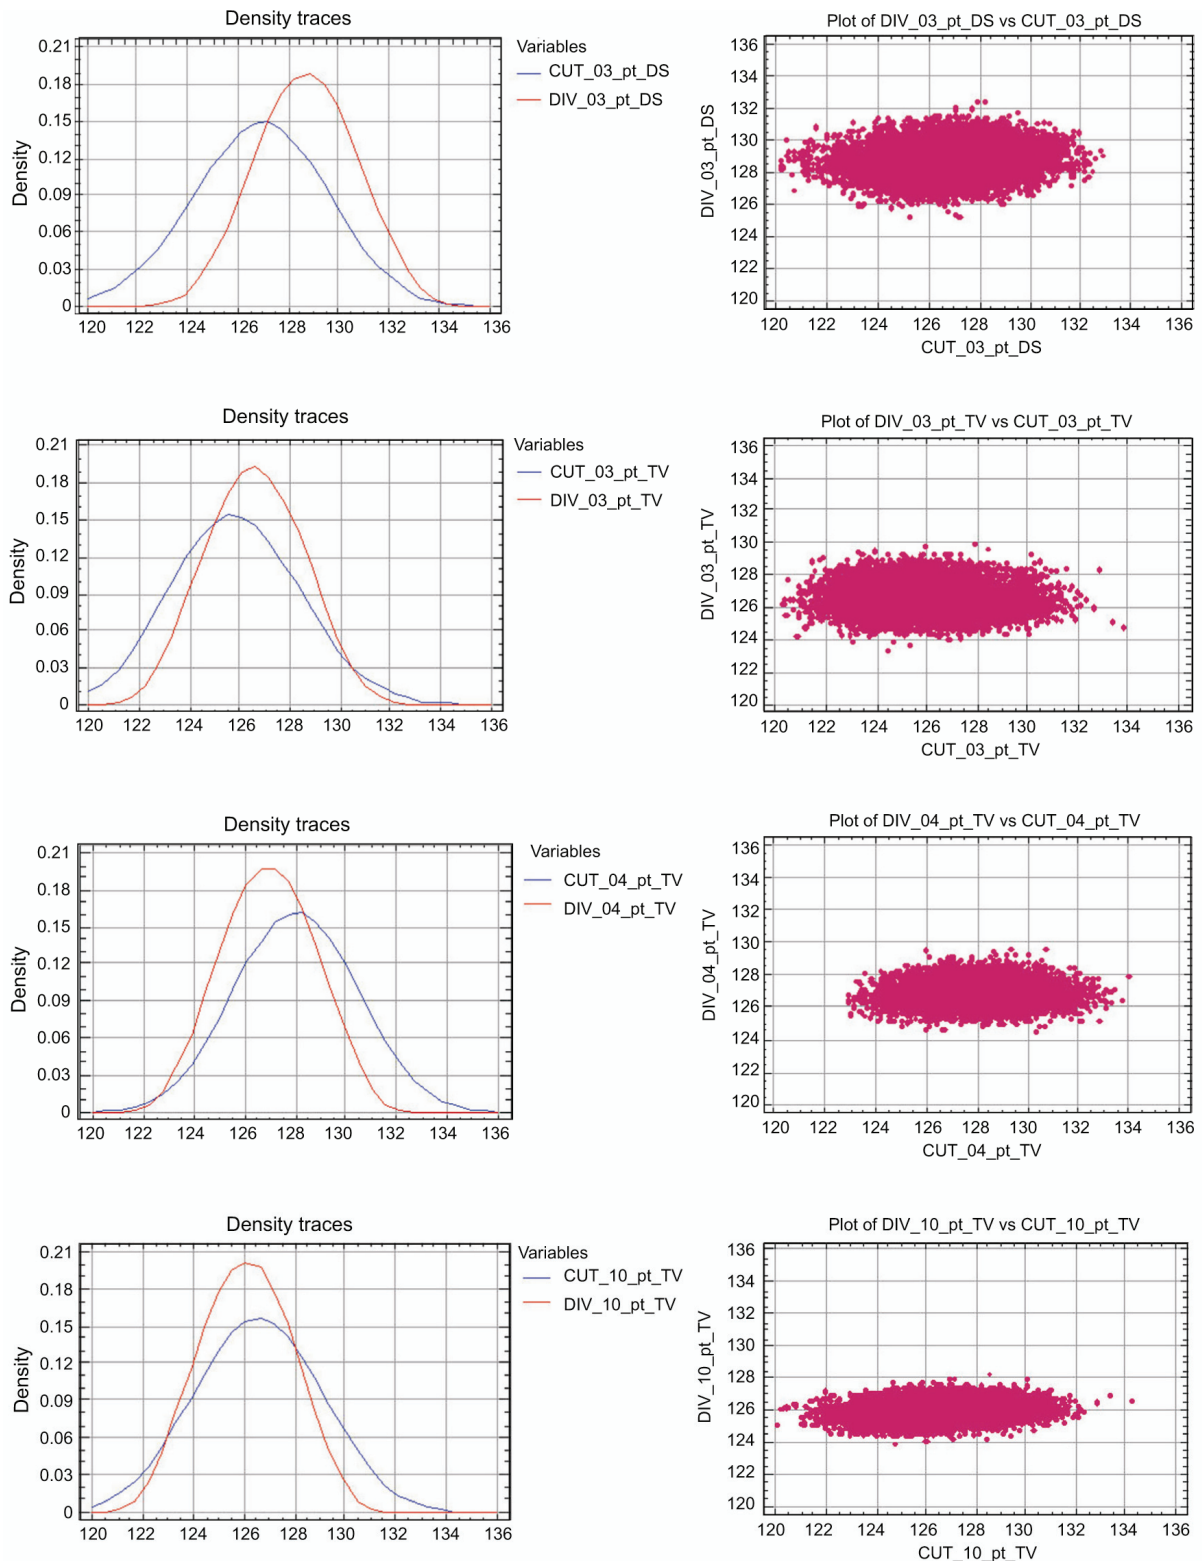 Density traces
0.21
0.18
0.15
0.12
0.09
0.06
0.03
0
Density
120 122 124 126 128 130 132 134 136
Variables
CUT_03_pt_DS
DIV_03_pt_DS
Plot of DIV_03_pt_DS vs CUT_03_pt_DS
136
134
132
130
128
126
124
122
120
DIV_03_pt_DS
120 122 124 126 128 130 132 134 136
CUT_03_pt_DS
Density traces
0.21
0.18
0.15
0.12
0.09
0.06
0.03
0
Density
120 122 124 126 128 130 132 134 136
Variables
CUT_03_pt_TV
DIV_03_pt_TV
Plot of DIV_03_pt_TV vs CUT_03_pt_TV
136
134
132
130
128
126
124
122
120
DIV_03_pt_TV
120 122 124 126 128 130 132 134 136
CUT_03_pt_TV
Density traces
0.21
0.18
0.15
0.12
0.09
0.06
0.03
0
Density
120 122 124 126 128 130 132 134 136
Variables
CUT_04_pt_TV
DIV_04_pt_TV
Plot of DIV_04_pt_TV vs CUT_04_pt_TV
136
134
132
130
128
126
124
122
120
DIV_04_pt_TV
120 122 124 126 128 130 132 134 136
CUT_04_pt_TV
Density traces
0.21
0.18
0.15
0.12
0.09
0.06
0.03
0
Density
120 122 124 126 128 130 132 134 136
Variables
CUT_10_pt_TV
DIV_10_pt_TV
Plot of DIV_10_pt_TV vs CUT_10_pt_TV
136
134
132
130
128
126
124
122
120
DIV_10_pt_TV
120 122 124 126 128 130 132 134 136
CUT_10_pt_TV